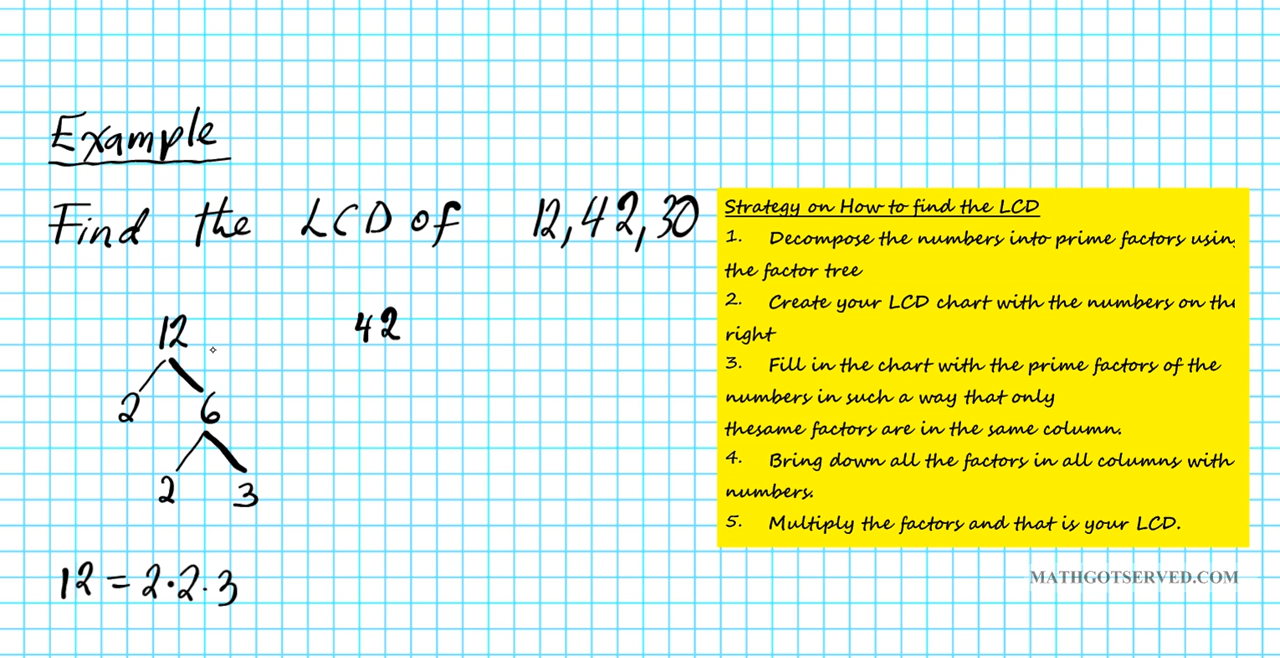 Example
Find the LCD of 12,42,30
12
42
2
6
2
3
12 = 2·2·3
Strategy on How to find the LCD
1. Decompose the numbers into prime factors usin
the factor tree
2. Create your LCD chart with the numbers on the
right
3. Fill in the chart with the prime factors of the
numbers in such a way that only
thesame factors are in the same column.
4. Bring down all the factors in all columns with
numbers.
5. Multiply the factors and that is your LCD.
MATHGOTSERVED.COM